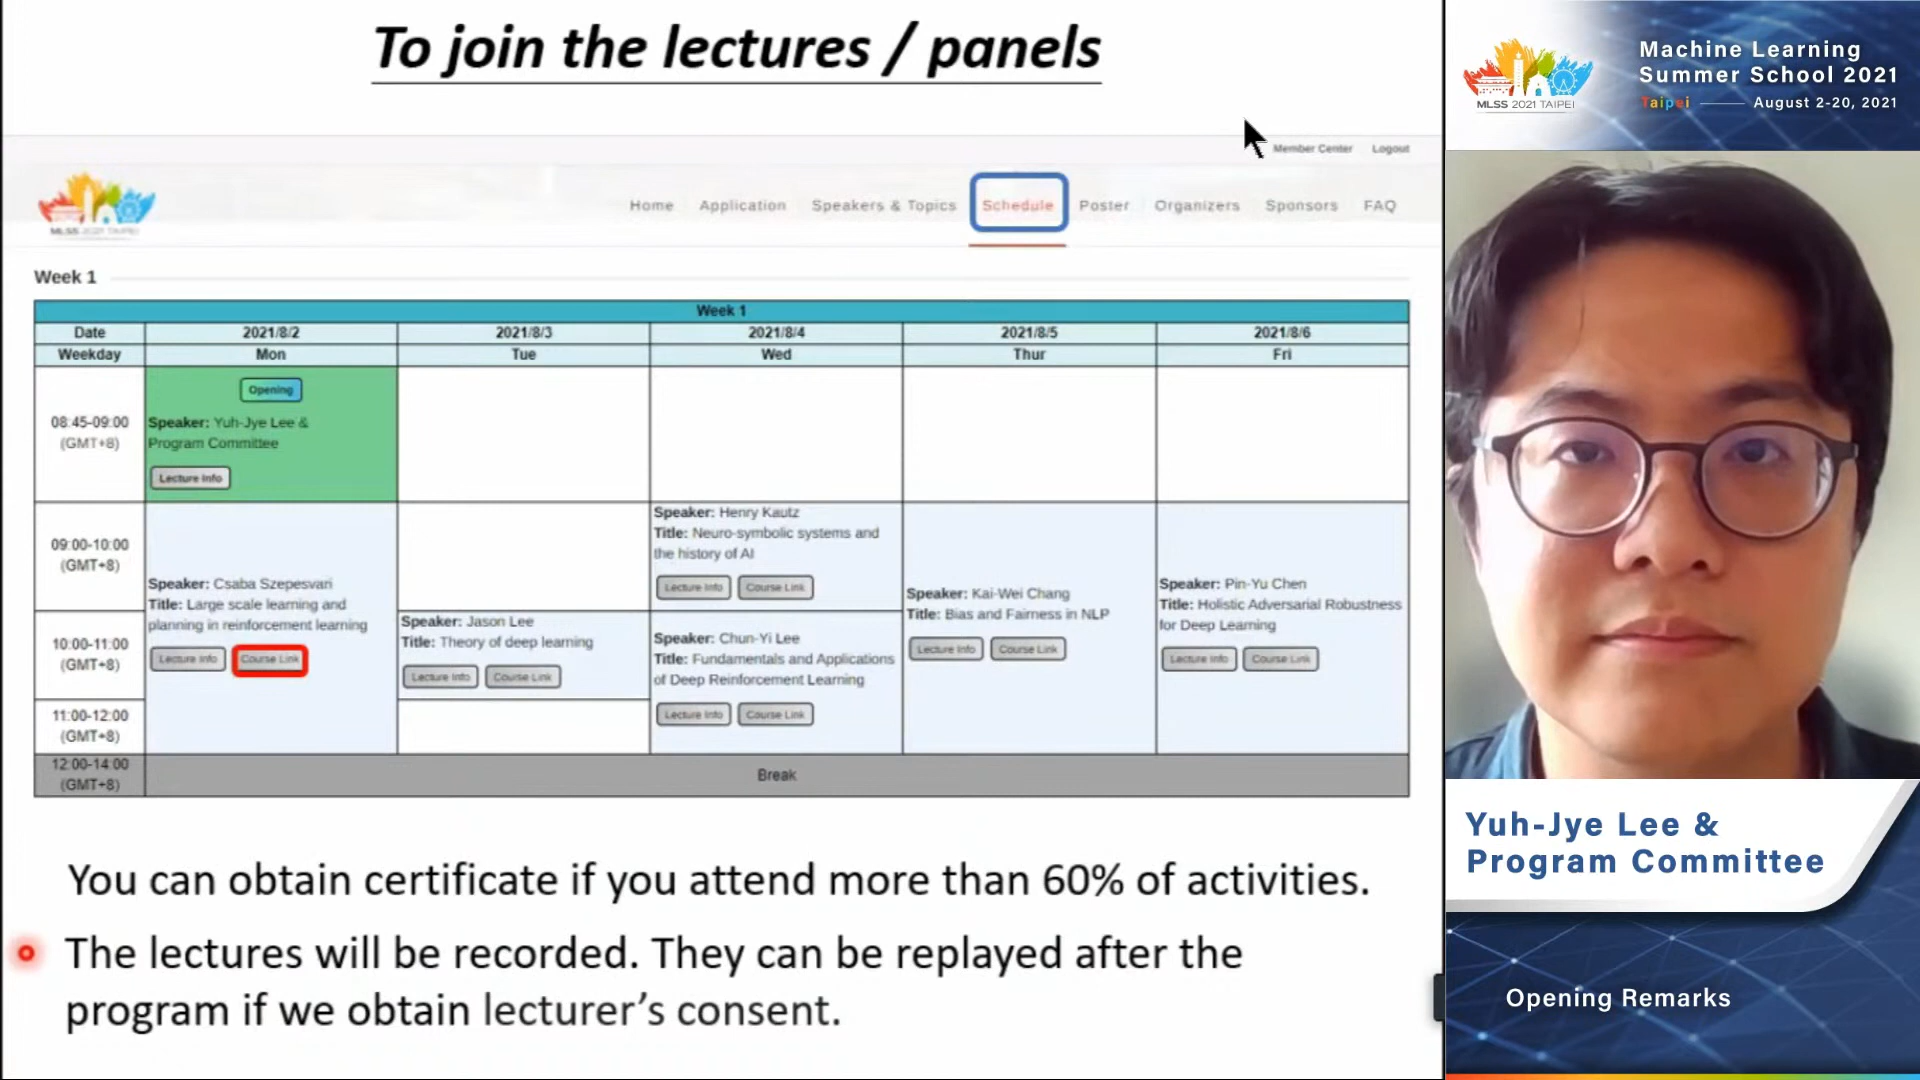 To join the lectures / panels
Member Center Logout
MLSS 2021 TAIPEI
Home Application Speakers & Topics Schedule Poster Organizers Sponsors FAQ
Week 1
Week 1
Date 2021/8/2 2021/8/3 2021/8/4 2021/8/5 2021/8/6
Weekday Mon Tue Wed Thur Fri
08:45-09:00
(GMT+8)
Opening
Speaker: Yuh-Jye Lee &
Program Committee
Lecture Info
09:00-10:00
(GMT+8)
10:00-11:00
(GMT+8)
11:00-12:00
(GMT+8)
Speaker: Csaba Szepesvari
Title: Large scale learning and
planning in reinforcement learning
Lecture Info Course Link
Speaker: Jason Lee
Title: Theory of deep learning
Lecture Info Course Link
Speaker: Henry Kautz
Title: Neuro-symbolic systems and
the history of AI
Lecture Info Course Link
Speaker: Chun-Yi Lee
Title: Fundamentals and Applications
of Deep Reinforcement Learning
Lecture Info Course Link
Speaker: Kai-Wei Chang
Title: Bias and Fairness in NLP
Lecture Info Course Link
Speaker: Pin-Yu Chen
Title: Holistic Adversarial Robustness
for Deep Learning
Lecture Info Course Link
12:00-14:00
(GMT+8)
Break
You can obtain certificate if you attend more than 60% of activities.
The lectures will be recorded. They can be replayed after the
program if we obtain lecturer's consent.
MLSS 2021 TAIPEI
Machine Learning
Summer School 2021
Taipei August 2-20, 2021
Yuh-Jye Lee &
Program Committee
Opening Remarks